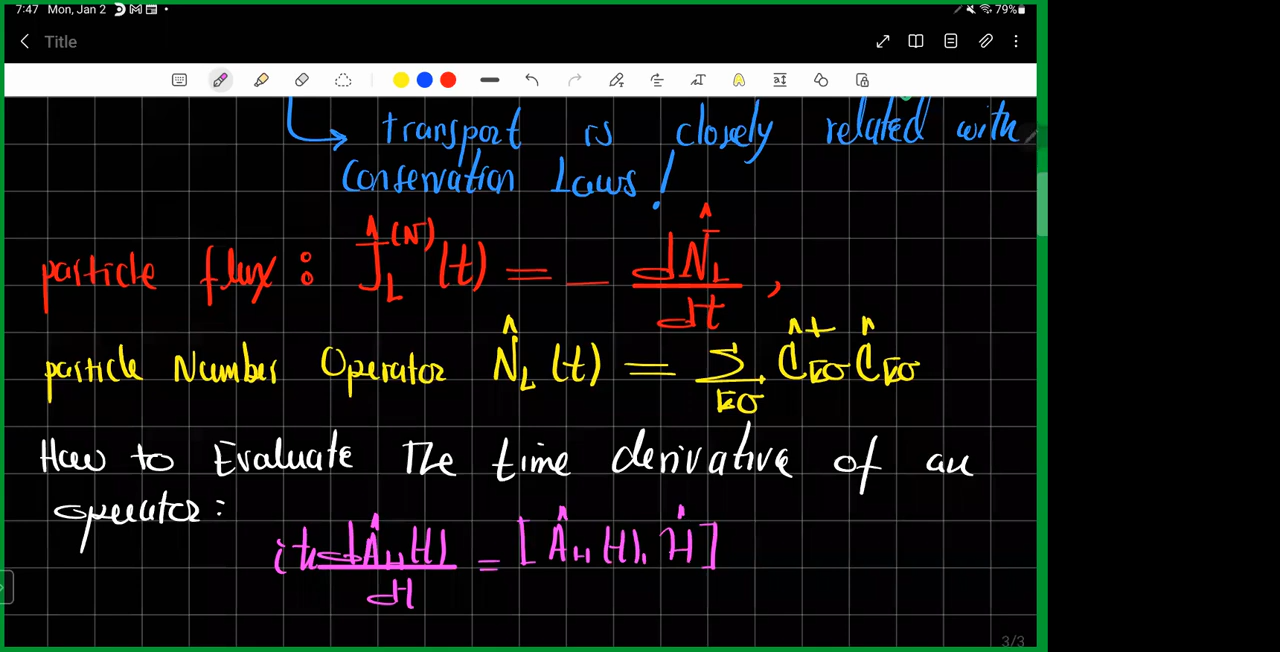 7:47 Mon, Jan 2
79%
Title
transport is closely related with
Conservation Laws!
particle flux : Ĵ_L^(N) (t) = - dN̂_L / dt ,
particle Number Operator N̂_L (t) = Σ_kσ Ĉ†_kσ Ĉ_kσ
How to Evaluate The time derivative of an
operator:
iħ dÂ_H(t) / dt = [Â_H(t), Ĥ]
3/3